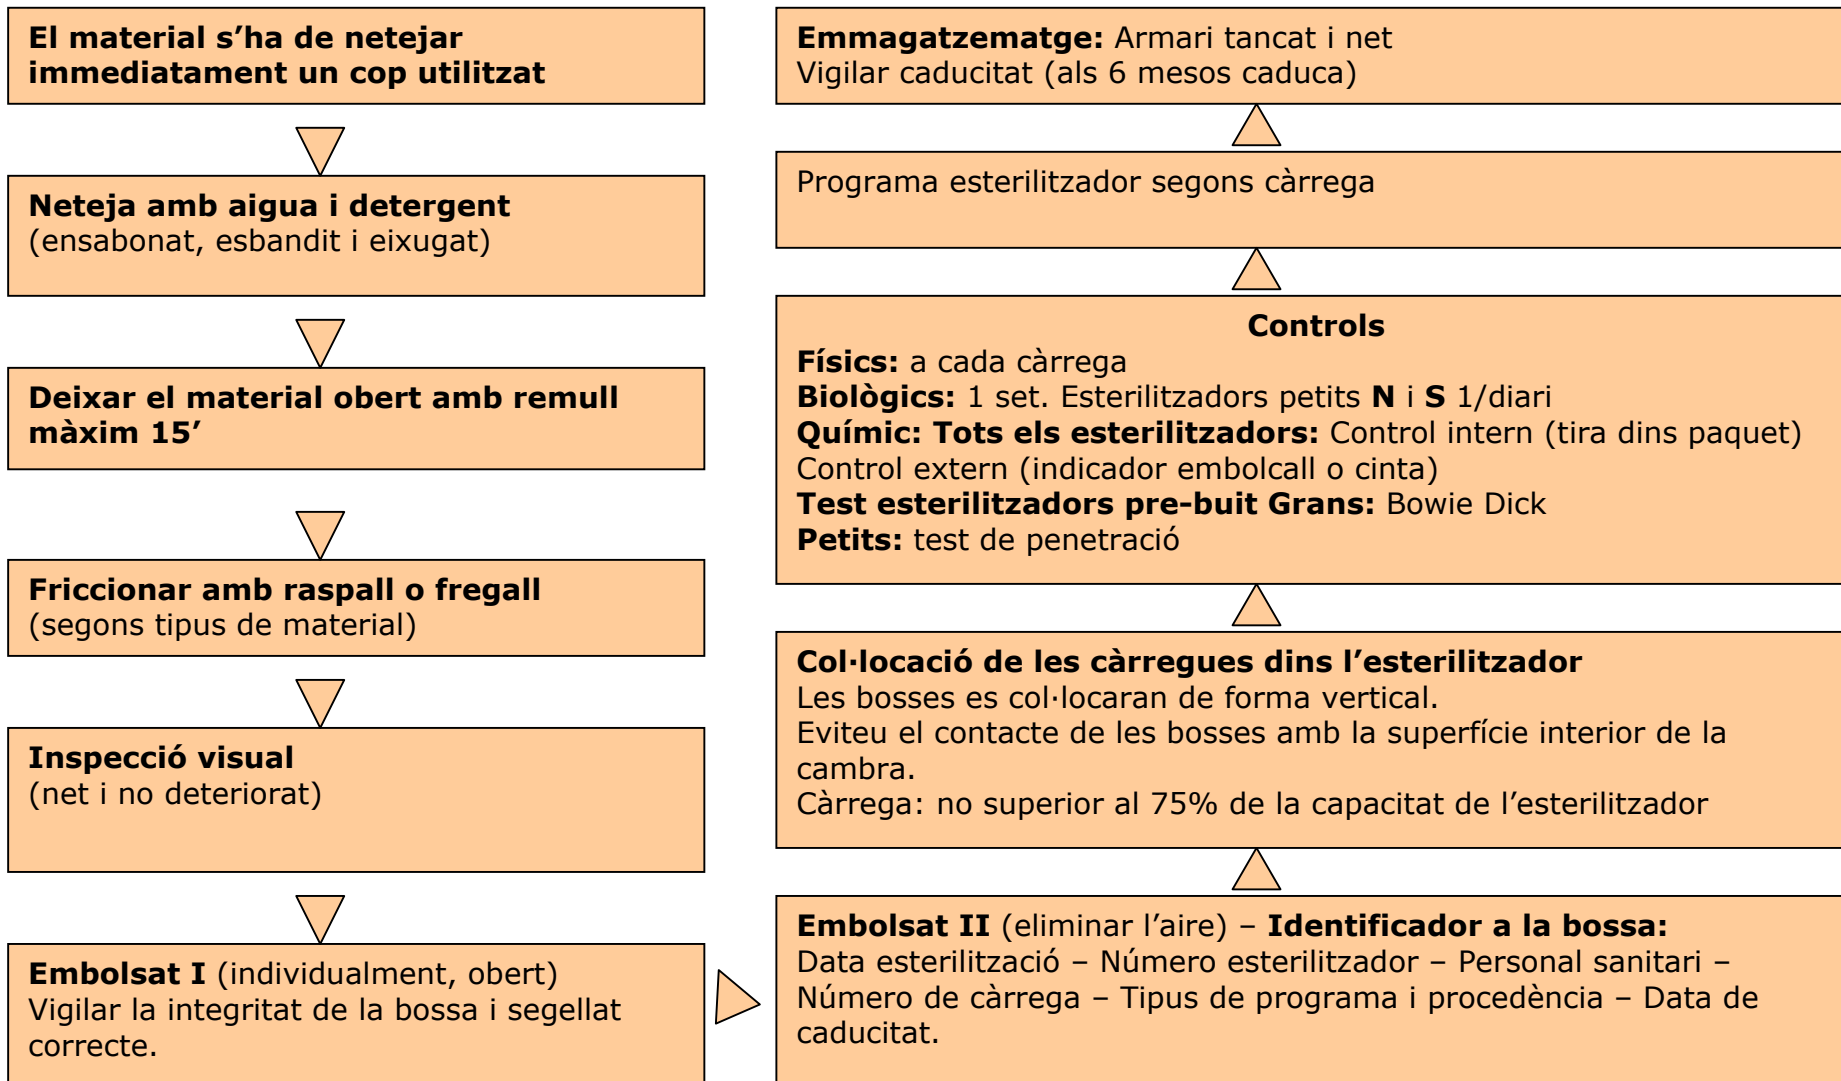 El material s’ha de netejar
immediatament un cop utilitzat
Neteja amb aigua i detergent
(ensabonat, esbandit i eixugat)
Deixar el material obert amb remull
màxim 15’
Friccionar amb raspall o fregall
(segons tipus de material)
Inspecció visual
(net i no deteriorat)
Embolsat I (individualment, obert)
Vigilar la integritat de la bossa i segellat
correcte.
Embolsat II (eliminar l’aire) – Identificador a la bossa:
Data esterilització – Número esterilitzador – Personal sanitari –
Número de càrrega – Tipus de programa i procedència – Data de
caducitat.
Col·locació de les càrregues dins l’esterilitzador
Les bosses es col·locaran de forma vertical.
Eviteu el contacte de les bosses amb la superfície interior de la
cambra.
Càrrega: no superior al 75% de la capacitat de l’esterilitzador
Controls
Físics: a cada càrrega
Biològics: 1 set. Esterilitzadors petits N i S 1/diari
Químic: Tots els esterilitzadors: Control intern (tira dins paquet)
Control extern (indicador embolcall o cinta)
Test esterilitzadors pre-buit Grans: Bowie Dick
Petits: test de penetració
Programa esterilitzador segons càrrega
Emmagatzematge: Armari tancat i net
Vigilar caducitat (als 6 mesos caduca)